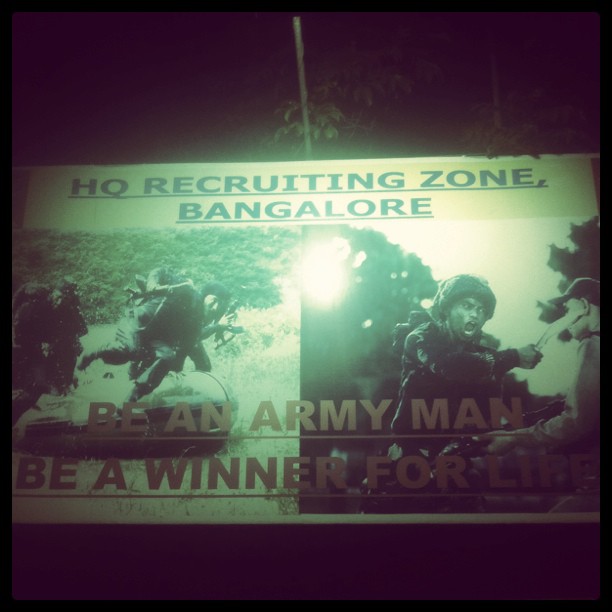 HQ RECRUITING ZONE,
BANGALORE
BE AN ARMY MAN
BE A WINNER FOR LIFE